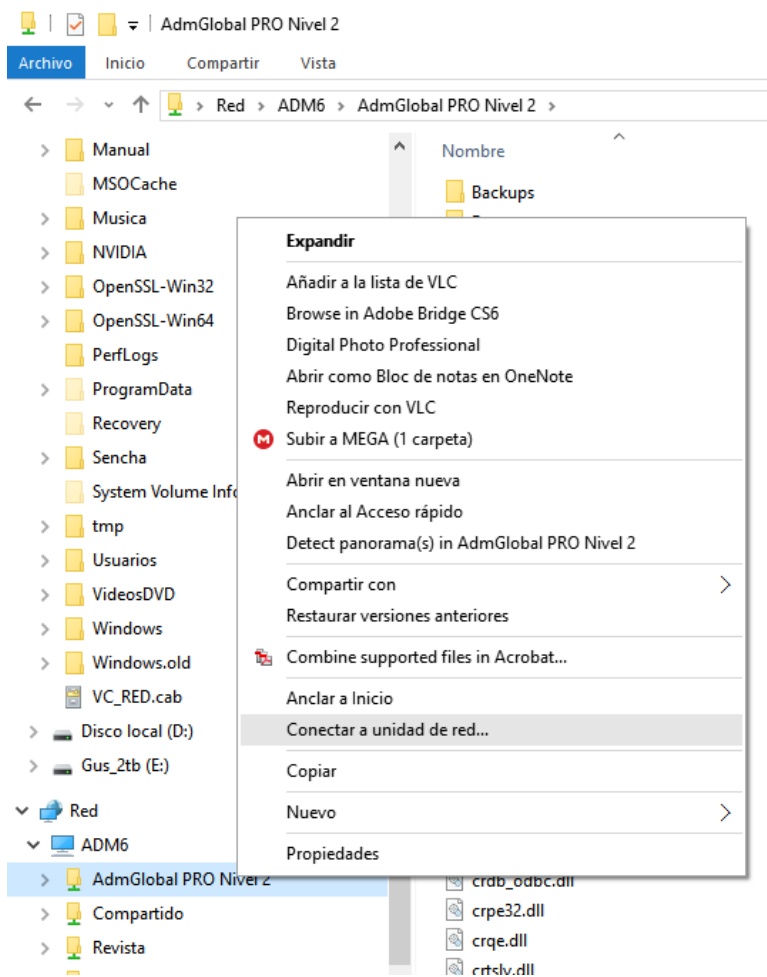 AdmGlobal PRO Nivel 2
Archivo Inicio Compartir Vista
Red > ADM6 > AdmGlobal PRO Nivel 2 >
Manual
MSOCache
Musica
NVIDIA
OpenSSL-Win32
OpenSSL-Win64
PerfLogs
ProgramData
Recovery
Sencha
System Volume Info
tmp
Usuarios
VideosDVD
Windows
Windows.old
VC_RED.cab
Disco local (D:)
Gus_2tb (E:)
Red
ADM6
AdmGlobal PRO Nivel 2
Compartido
Revista
Nombre
Backups
Expandir
Añadir a la lista de VLC
Browse in Adobe Bridge CS6
Digital Photo Professional
Abrir como Bloc de notas en OneNote
Reproducir con VLC
Subir a MEGA (1 carpeta)
Abrir en ventana nueva
Anclar al Acceso rápido
Detect panorama(s) in AdmGlobal PRO Nivel 2
Compartir con
Restaurar versiones anteriores
Combine supported files in Acrobat...
Anclar a Inicio
Conectar a unidad de red...
Copiar
Nuevo
Propiedades
crdb_odbc.dll
crpe32.dll
crqe.dll
crtslv.dll